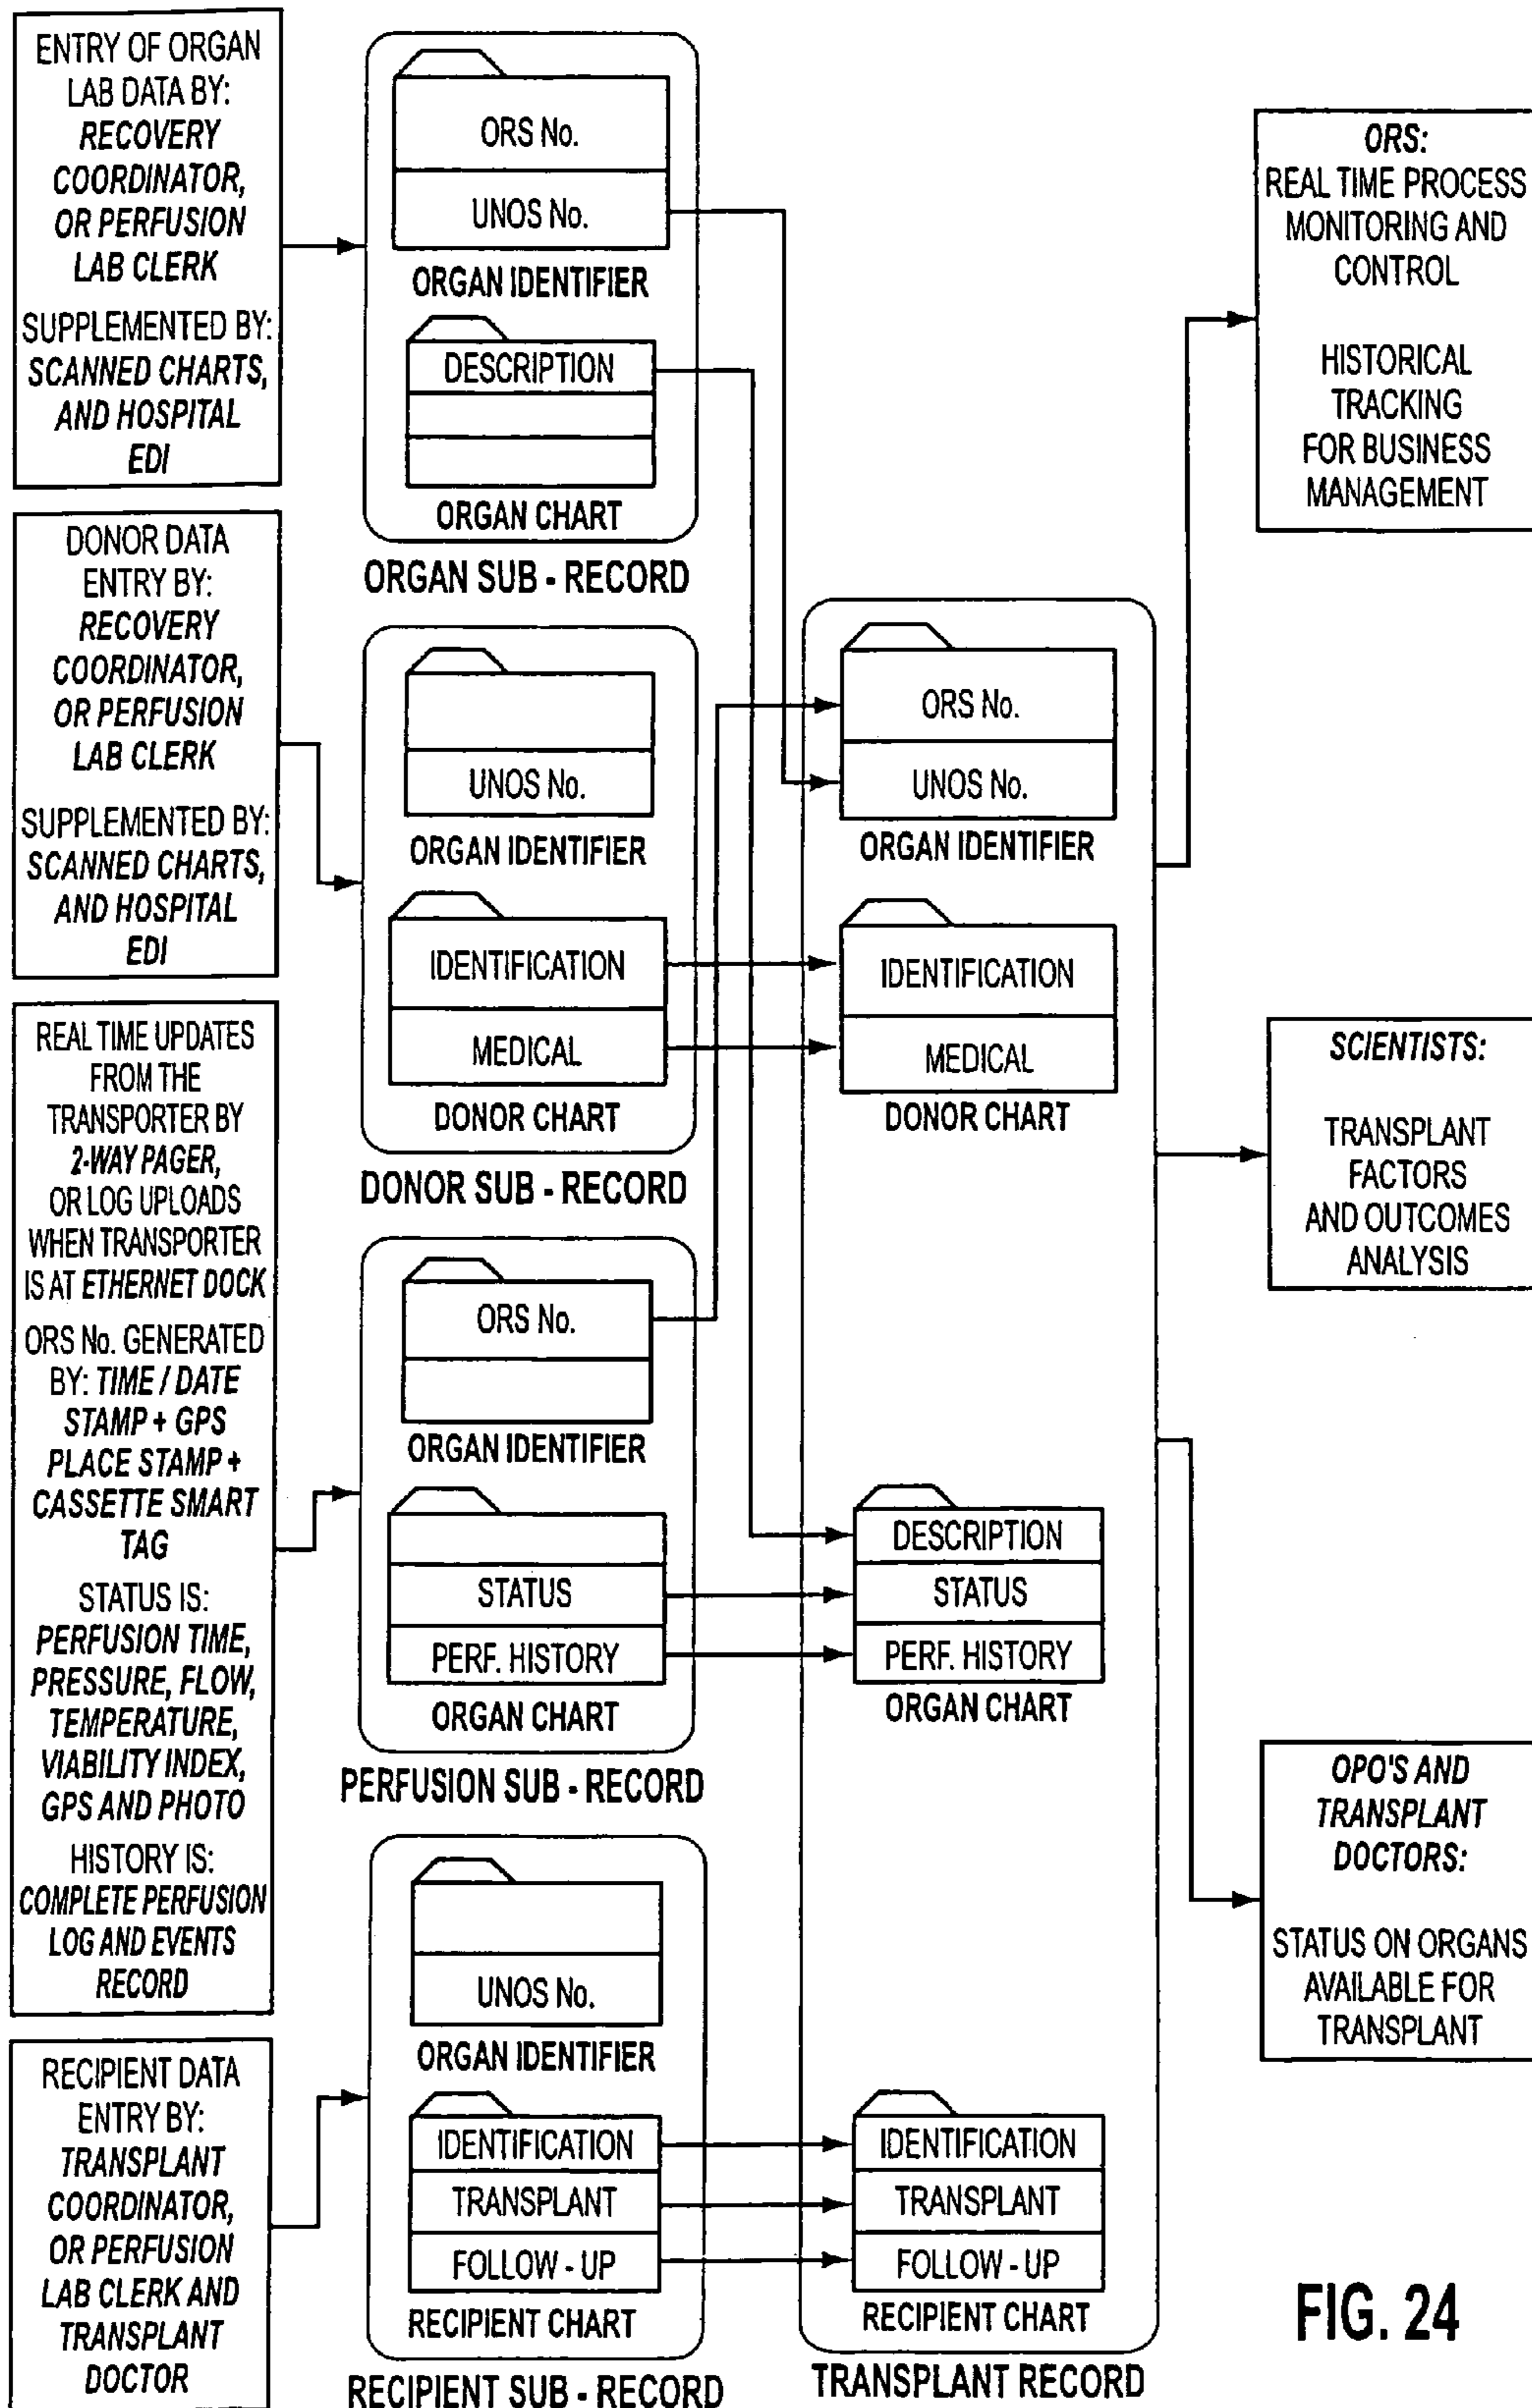 ENTRY OF ORGAN
LAB DATA BY:
RECOVERY
COORDINATOR,
OR PERFUSION
LAB CLERK
SUPPLEMENTED BY:
SCANNED CHARTS,
AND HOSPITAL
EDI
DONOR DATA
ENTRY BY:
RECOVERY
COORDINATOR,
OR PERFUSION
LAB CLERK
SUPPLEMENTED BY:
SCANNED CHARTS,
AND HOSPITAL
EDI
REAL TIME UPDATES
FROM THE
TRANSPORTER BY
2-WAY PAGER,
OR LOG UPLOADS
WHEN TRANSPORTER
IS AT ETHERNET DOCK
ORS No. GENERATED
BY: TIME / DATE
STAMP + GPS
PLACE STAMP +
CASSETTE SMART
TAG
STATUS IS:
PERFUSION TIME,
PRESSURE, FLOW,
TEMPERATURE,
VIABILITY INDEX,
GPS AND PHOTO
HISTORY IS:
COMPLETE PERFUSION
LOG AND EVENTS
RECORD
RECIPIENT DATA
ENTRY BY:
TRANSPLANT
COORDINATOR,
OR PERFUSION
LAB CLERK AND
TRANSPLANT
DOCTOR
ORS No.
UNOS No.
ORGAN IDENTIFIER
DESCRIPTION
ORGAN CHART
ORGAN SUB - RECORD
UNOS No.
ORGAN IDENTIFIER
IDENTIFICATION
MEDICAL
DONOR CHART
DONOR SUB - RECORD
ORS No.
ORGAN IDENTIFIER
STATUS
PERF. HISTORY
ORGAN CHART
PERFUSION SUB - RECORD
UNOS No.
ORGAN IDENTIFIER
IDENTIFICATION
TRANSPLANT
FOLLOW - UP
RECIPIENT CHART
RECIPIENT SUB - RECORD
ORS No.
UNOS No.
ORGAN IDENTIFIER
IDENTIFICATION
MEDICAL
DONOR CHART
DESCRIPTION
STATUS
PERF. HISTORY
ORGAN CHART
IDENTIFICATION
TRANSPLANT
FOLLOW - UP
RECIPIENT CHART
TRANSPLANT RECORD
ORS:
REAL TIME PROCESS
MONITORING AND
CONTROL
HISTORICAL
TRACKING
FOR BUSINESS
MANAGEMENT
SCIENTISTS:
TRANSPLANT
FACTORS
AND OUTCOMES
ANALYSIS
OPO'S AND
TRANSPLANT
DOCTORS:
STATUS ON ORGANS
AVAILABLE FOR
TRANSPLANT
FIG. 24